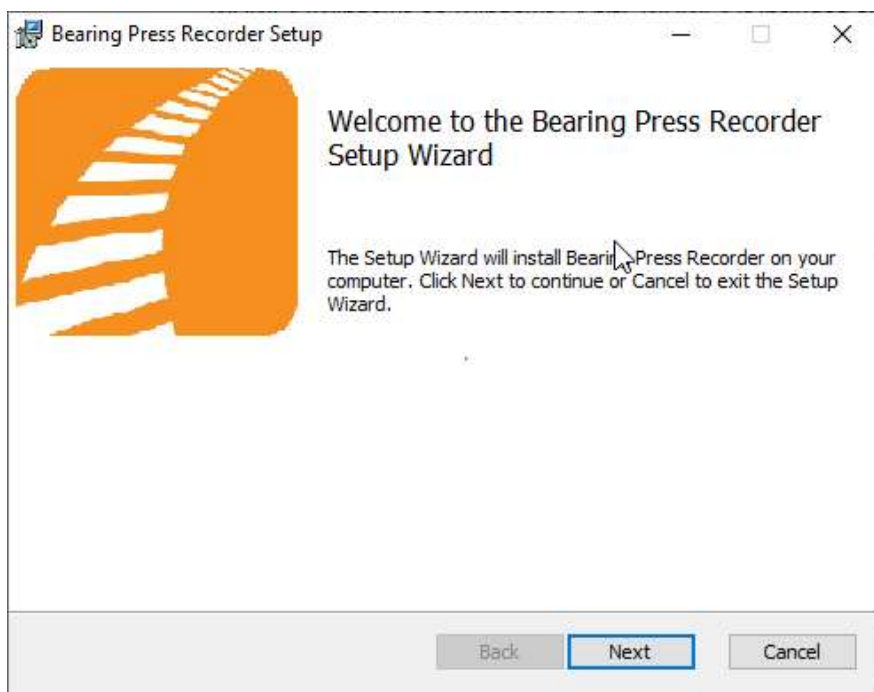 Bearing Press Recorder Setup
Welcome to the Bearing Press Recorder
Setup Wizard
The Setup Wizard will install Bearing Press Recorder on your
computer. Click Next to continue or Cancel to exit the Setup
Wizard.
Back Next Cancel